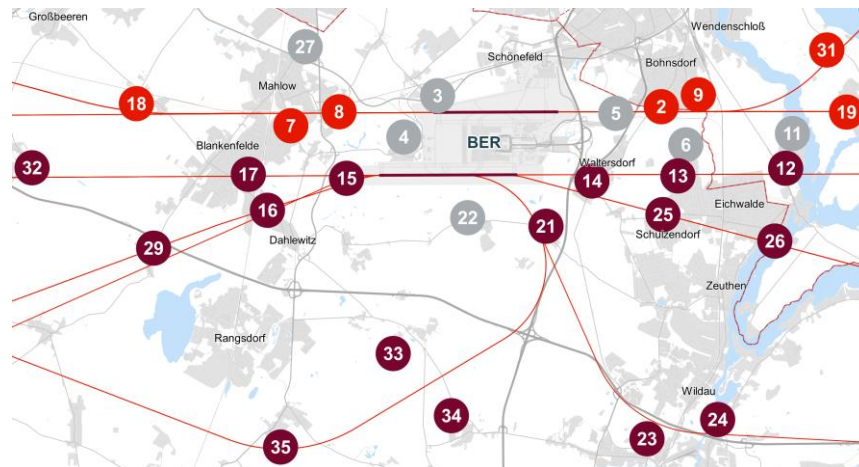 Großbeeren
Wendenschloß
27
Schönefeld
Bohnsdorf
31
Mahlow
3
9
18
8
5
2
19
7
4
BER
6
11
Blankenfelde
Waltersdorf
32
17
15
14
13
12
16
22
25
Eichwalde
21
Schulzendorf
29
Dahlewitz
26
Zeuthen
Rangsdorf
33
Wildau
34
24
35
23